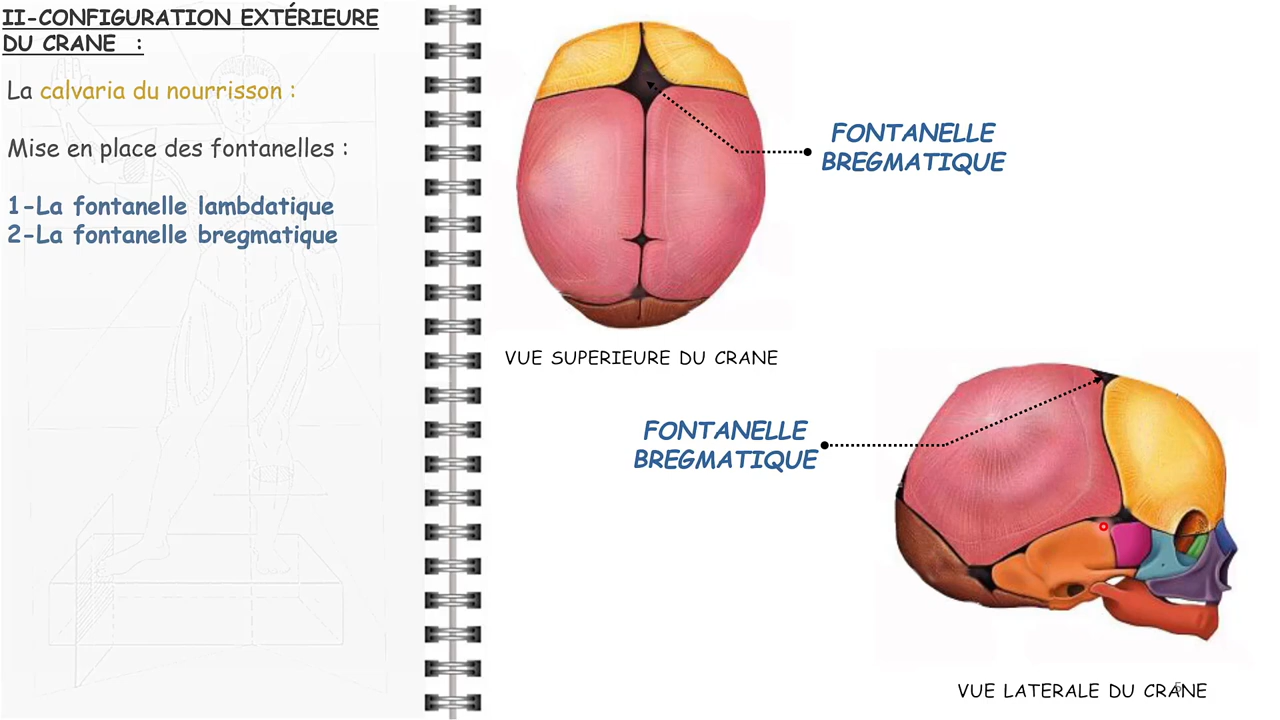 II-CONFIGURATION EXTÉRIEURE
DU CRANE :
La calvaria du nourrisson :
Mise en place des fontanelles :
1-La fontanelle lambdatique
2-La fontanelle bregmatique
FONTANELLE
BREGMATIQUE
VUE SUPERIEURE DU CRANE
FONTANELLE
BREGMATIQUE
VUE LATERALE DU CRANE